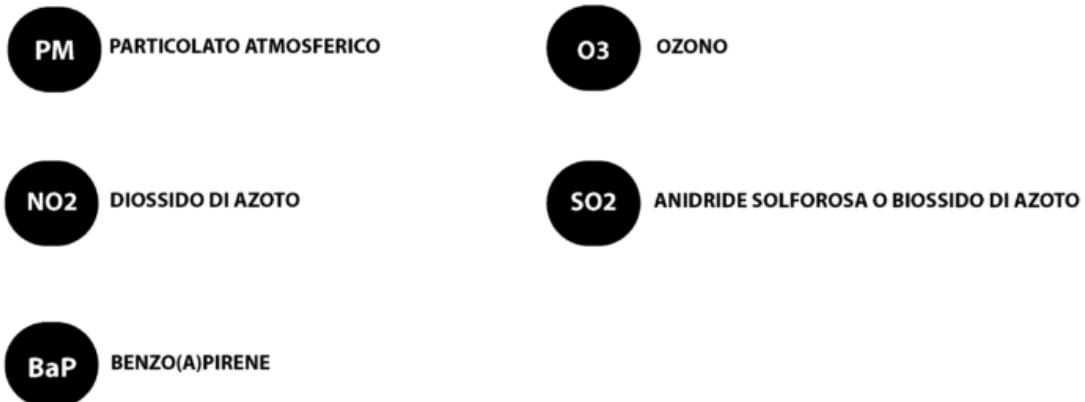 PM PARTICOLATO ATMOSFERICO
O3 OZONO
NO2 DIOSSIDO DI AZOTO
SO2 ANIDRIDE SOLFOROSA O BIOSSIDO DI AZOTO
BaP BENZO(A)PIRENE